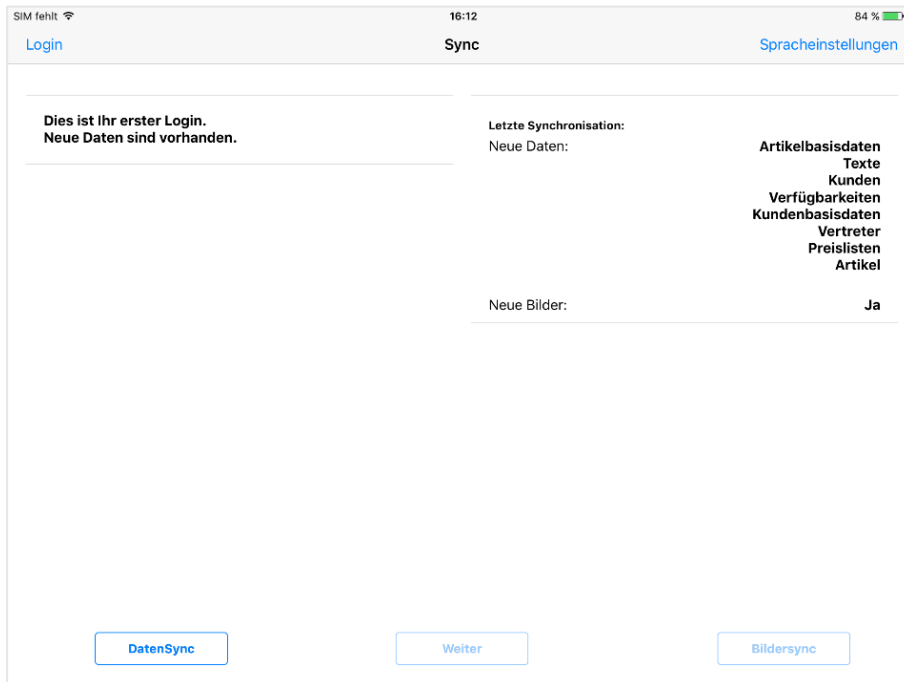 SIM fehlt 16:12 84 %
Login Sync Spracheinstellungen
Dies ist Ihr erster Login.
Neue Daten sind vorhanden.
Letzte Synchronisation:
Neue Daten: Artikelbasisdaten
Texte
Kunden
Verfügbarkeiten
Kundenbasisdaten
Vertreter
Preislisten
Artikel
Neue Bilder: Ja
DatenSync Weiter Bildersync